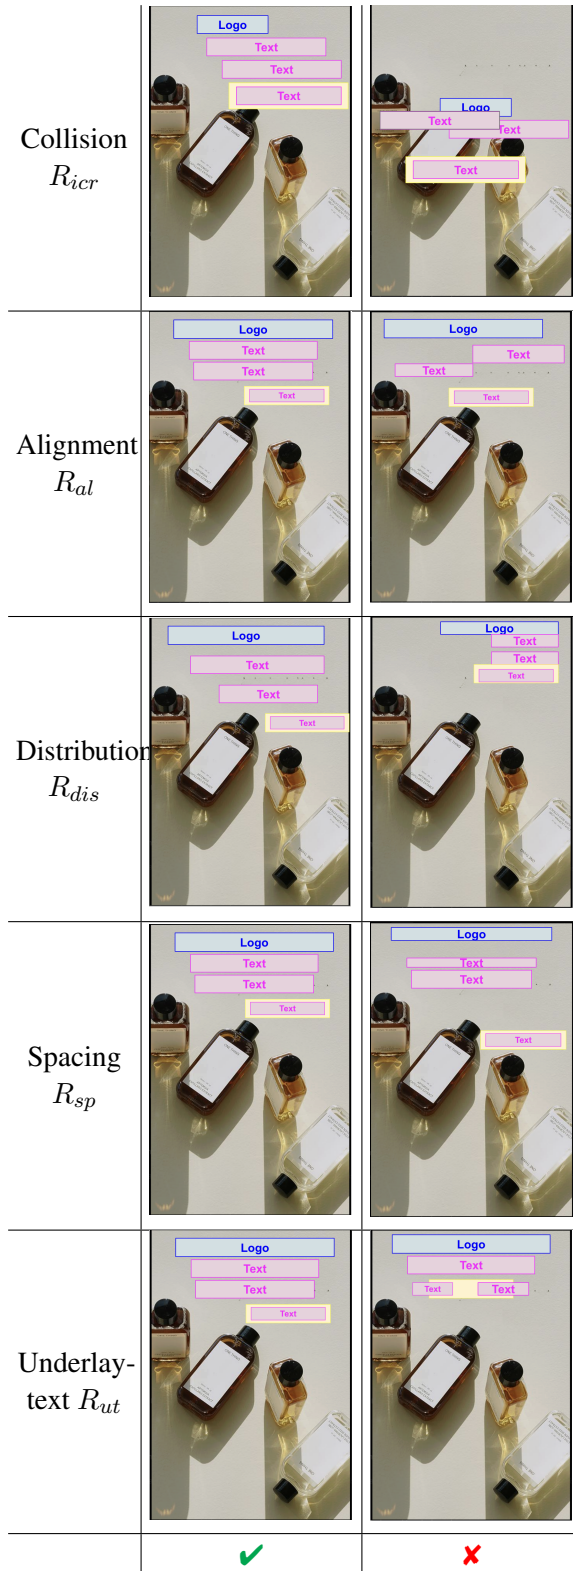 Logo
Text
Text
Text
Collision
R_icr
Logo
Text
Text
Text
Logo
Text
Text
Text
Alignment
R_al
Logo
Text
Text
Text
Logo
Text
Text
Text
Distribution
R_dis
Logo
Text
Text
Text
Logo
Text
Text
Text
Spacing
R_sp
Logo
Text
Text
Text
Logo
Text
Text
Text
Underlay-
text R_ut
Logo
Text
Text Text
✔ ✘